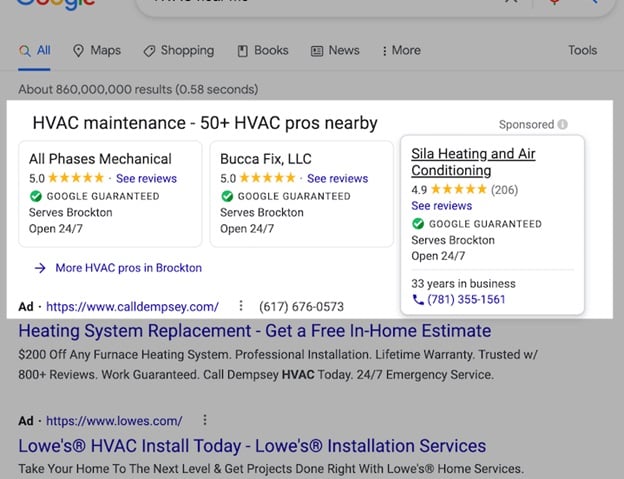 Google
All
Maps
Shopping
Books
News
More
Tools
About 860,000,000 results (0.58 seconds)
HVAC maintenance - 50+ HVAC pros nearby
Sponsored
All Phases Mechanical
5.0 · See reviews
GOOGLE GUARANTEED
Serves Brockton
Open 24/7
Bucca Fix, LLC
5.0 · See reviews
GOOGLE GUARANTEED
Serves Brockton
Open 24/7
Sila Heating and Air
Conditioning
4.9 (206)
See reviews
GOOGLE GUARANTEED
Serves Brockton
Open 24/7
33 years in business
(781) 355-1561
More HVAC pros in Brockton
Ad · https://www.calldempsey.com/ (617) 676-0573
Heating System Replacement - Get a Free In-Home Estimate
$200 Off Any Furnace Heating System. Professional Installation. Lifetime Warranty. Trusted w/
800+ Reviews. Work Guaranteed. Call Dempsey HVAC Today. 24/7 Emergency Service.
Ad · https://www.lowes.com/
Lowe's® HVAC Install Today - Lowe's® Installation Services
Take Your Home To The Next Level & Get Projects Done Right With Lowe's® Home Services.